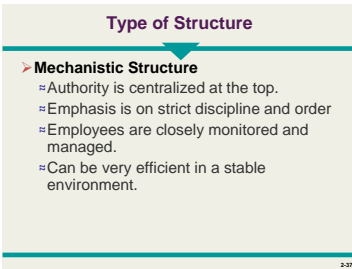 Type of Structure
Mechanistic Structure
≈Authority is centralized at the top.
≈Emphasis is on strict discipline and order
≈Employees are closely monitored and
managed.
≈Can be very efficient in a stable
environment.
2-37